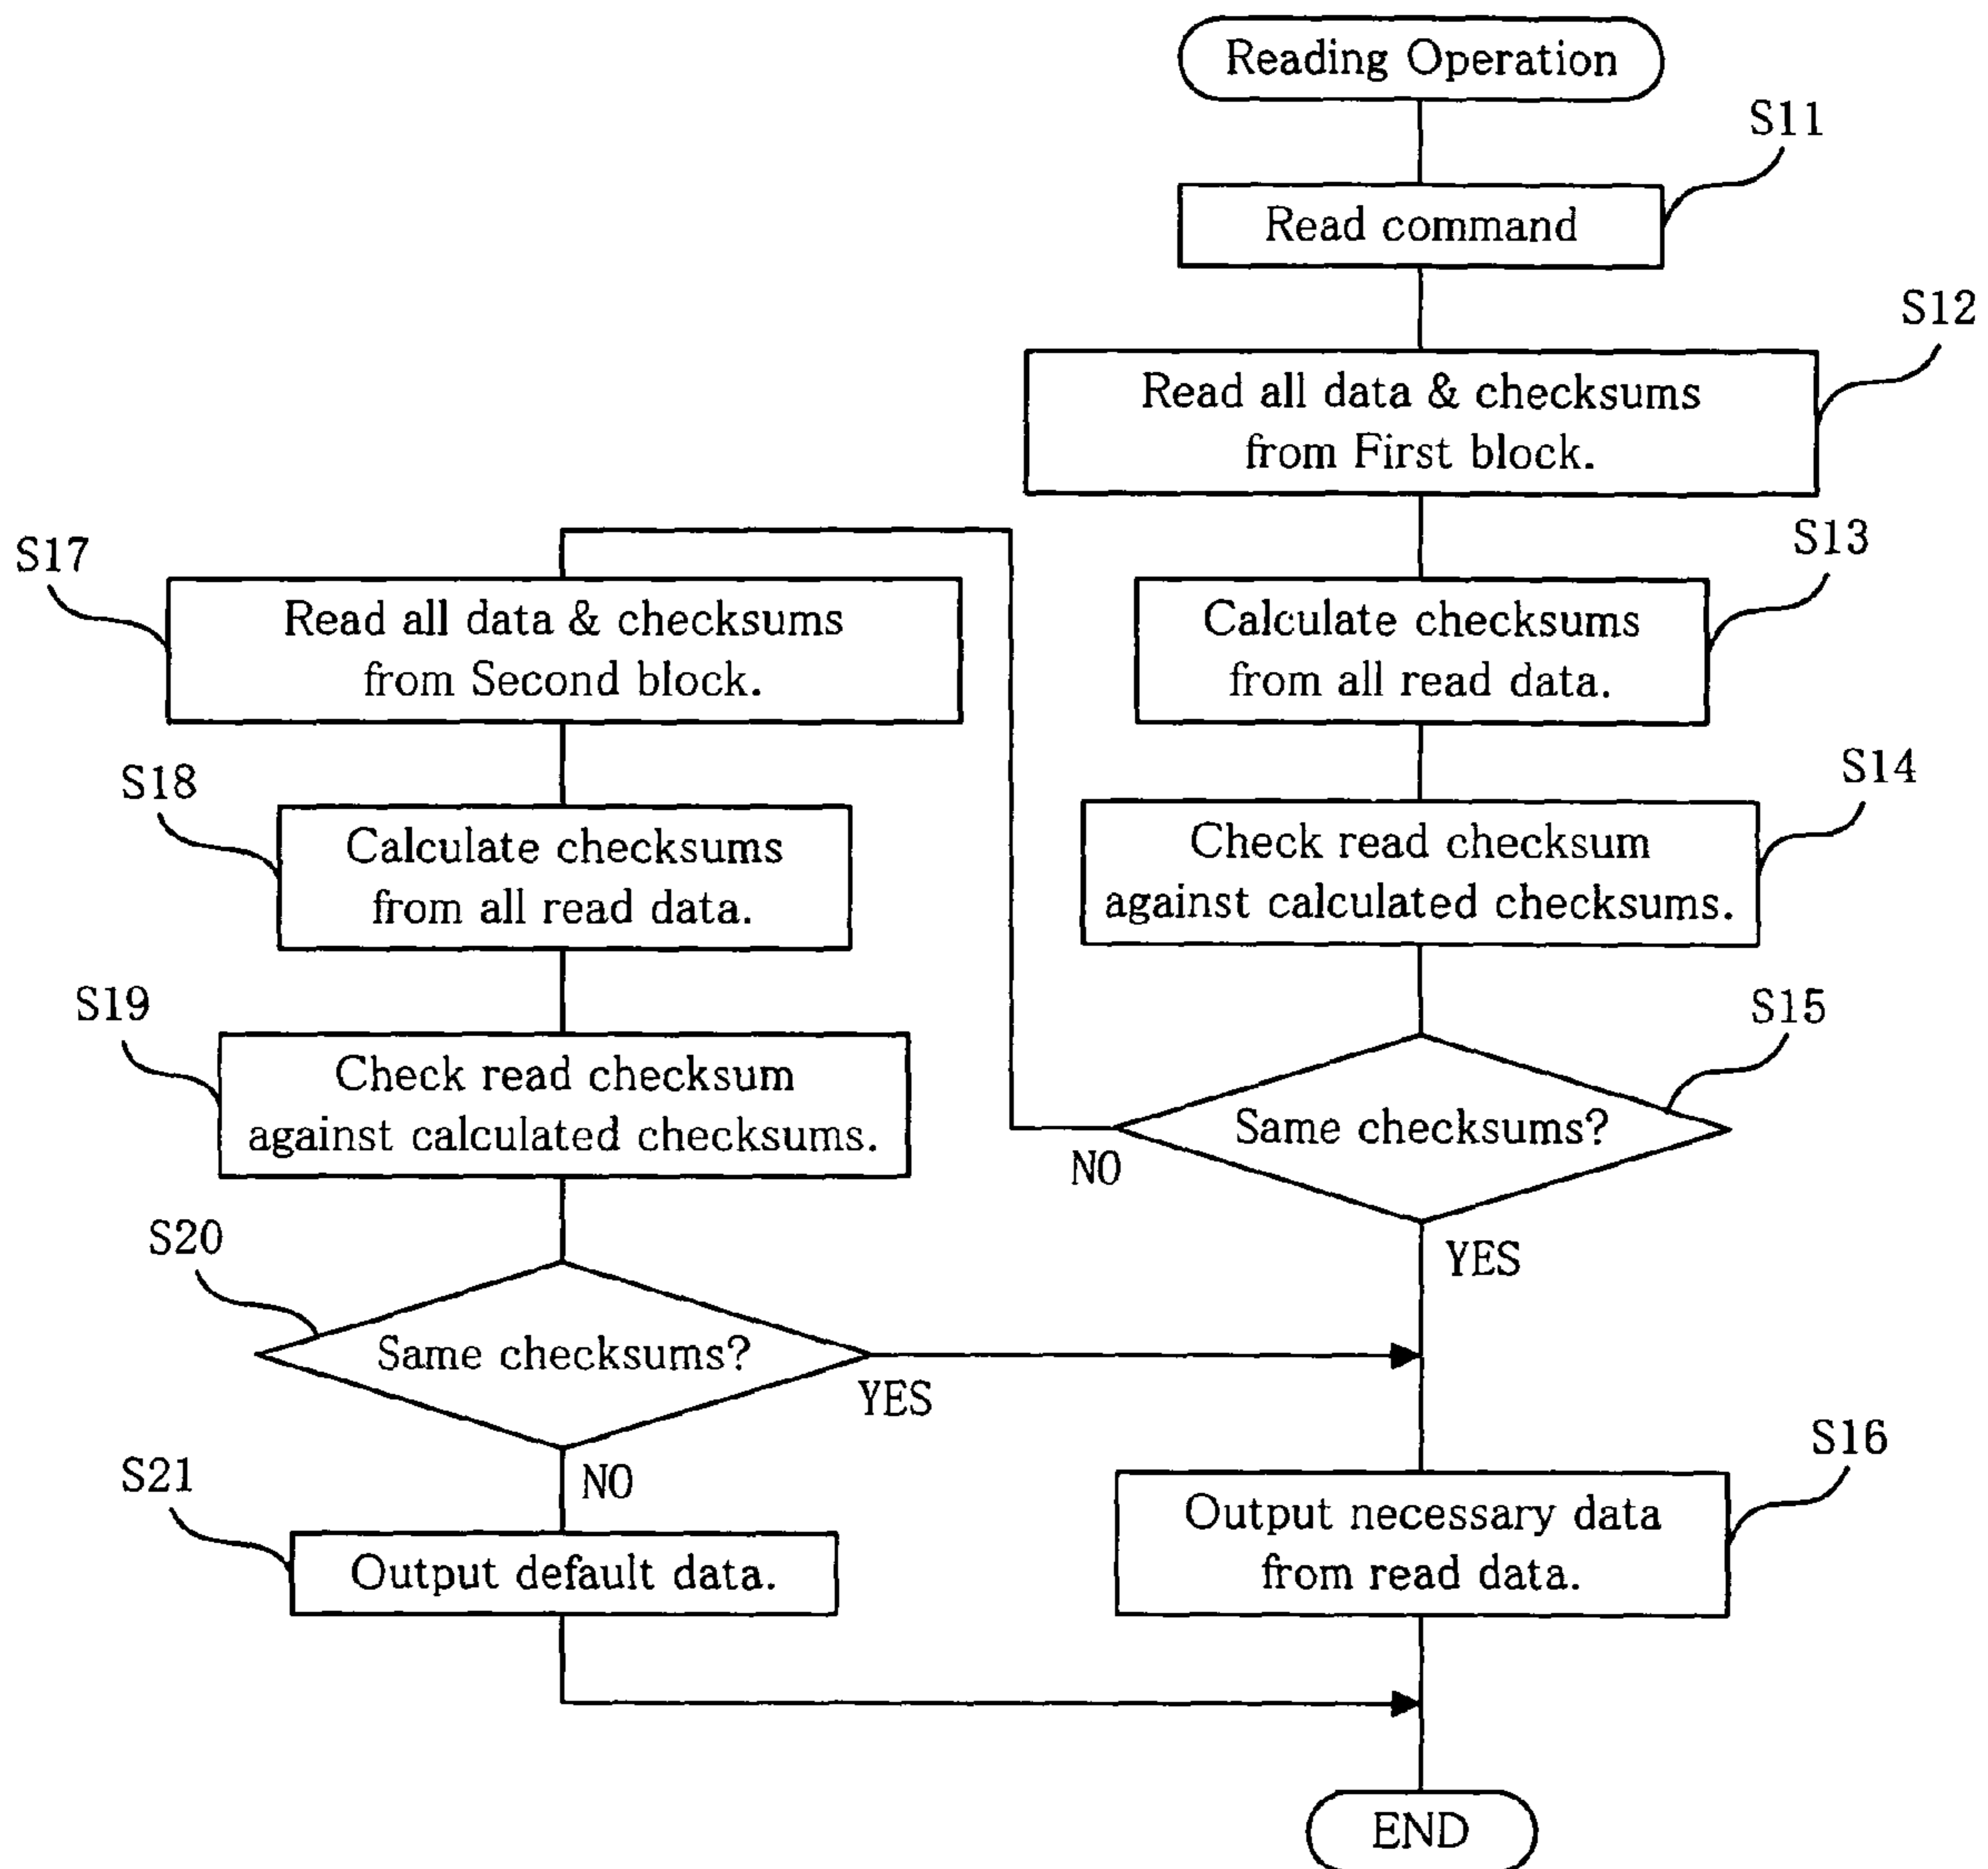 Reading Operation
S11
Read command
S12
Read all data & checksums
from First block.
S13
Calculate checksums
from all read data.
S14
Check read checksum
against calculated checksums.
S15
Same checksums?
NO
YES
S17
Read all data & checksums
from Second block.
S18
Calculate checksums
from all read data.
S19
Check read checksum
against calculated checksums.
S20
Same checksums?
YES
NO
S21
Output default data.
S16
Output necessary data
from read data.
END